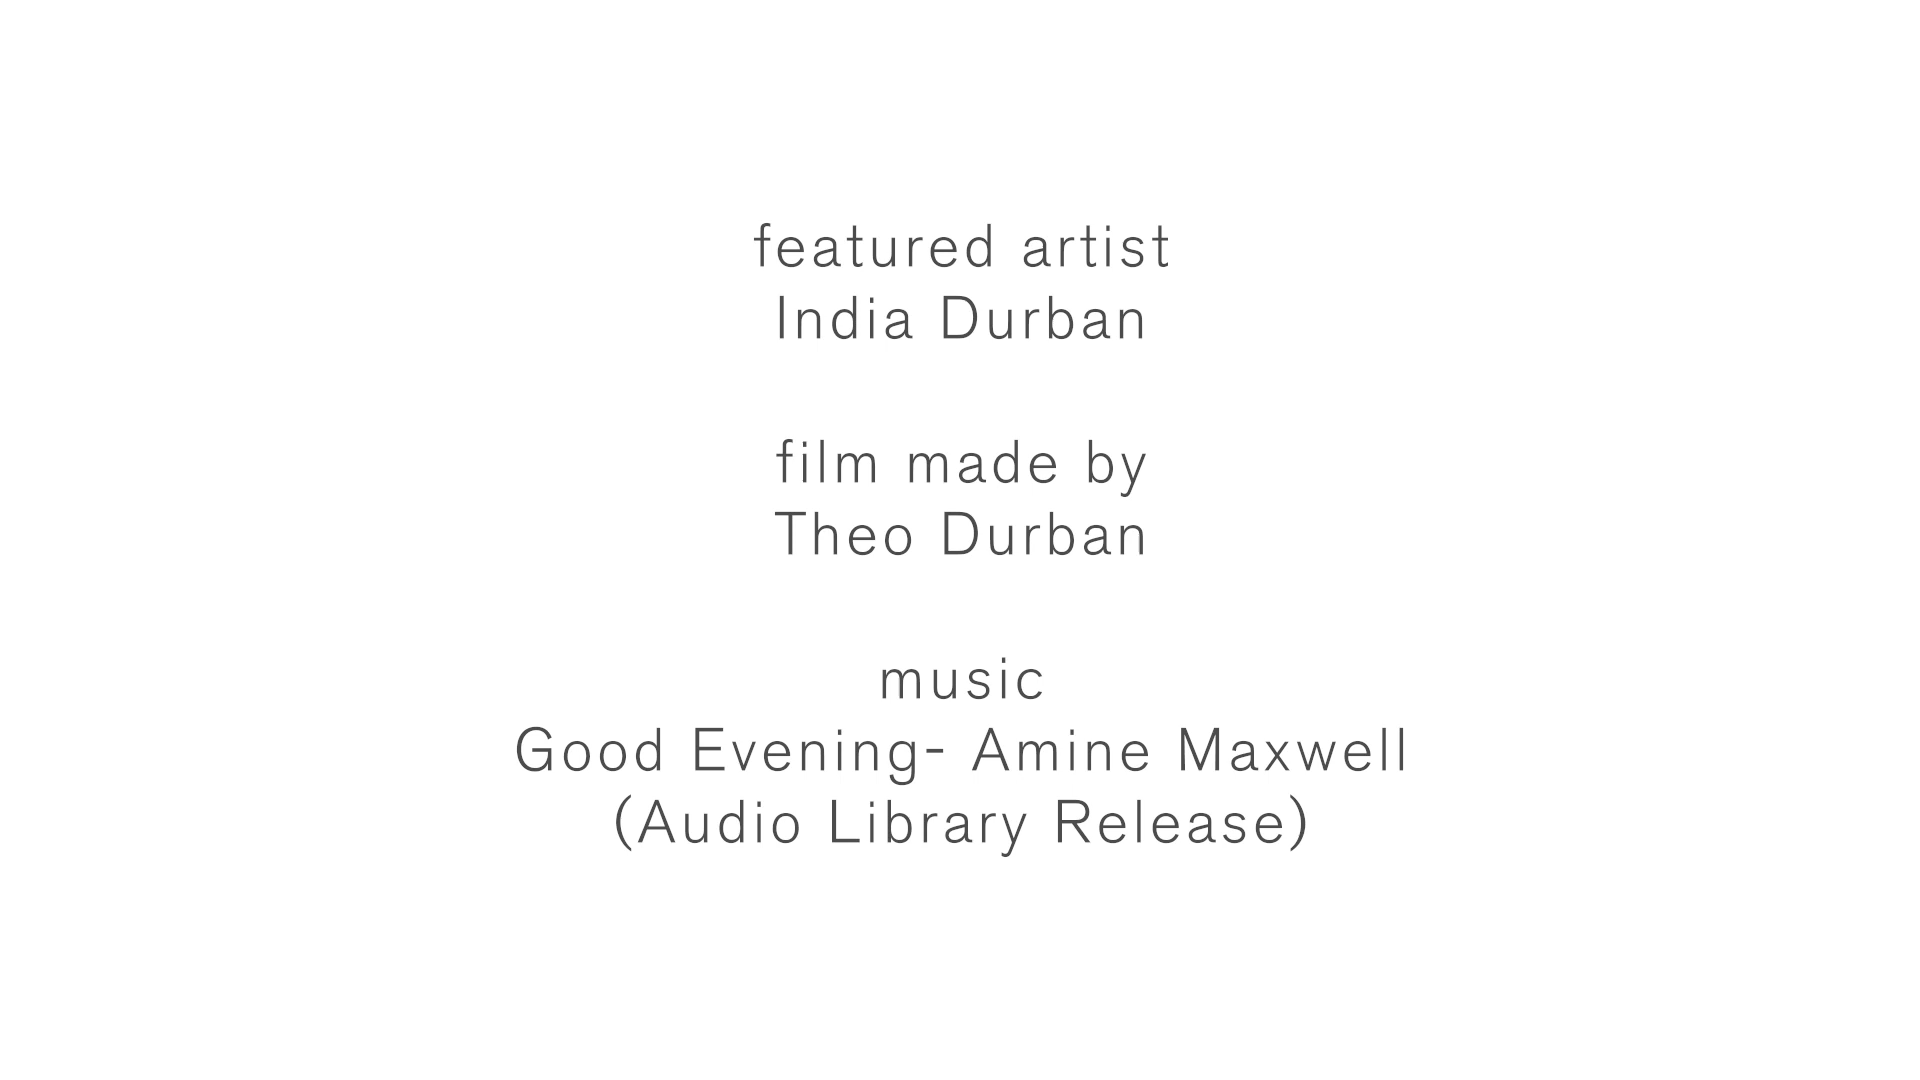 featured artist
India Durban
film made by
Theo Durban
music
Good Evening- Amine Maxwell
(Audio Library Release)